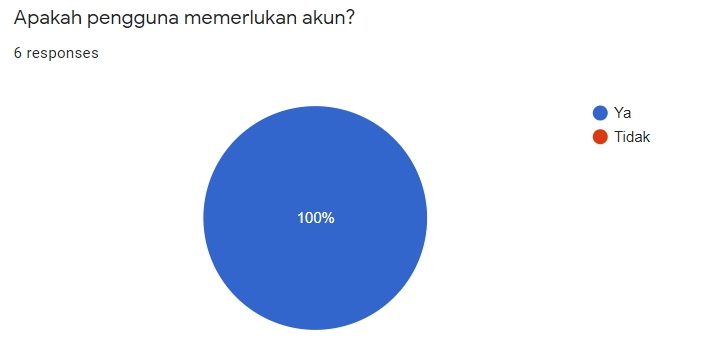 Apakah pengguna memerlukan akun?
6 responses
Ya
Tidak
100%